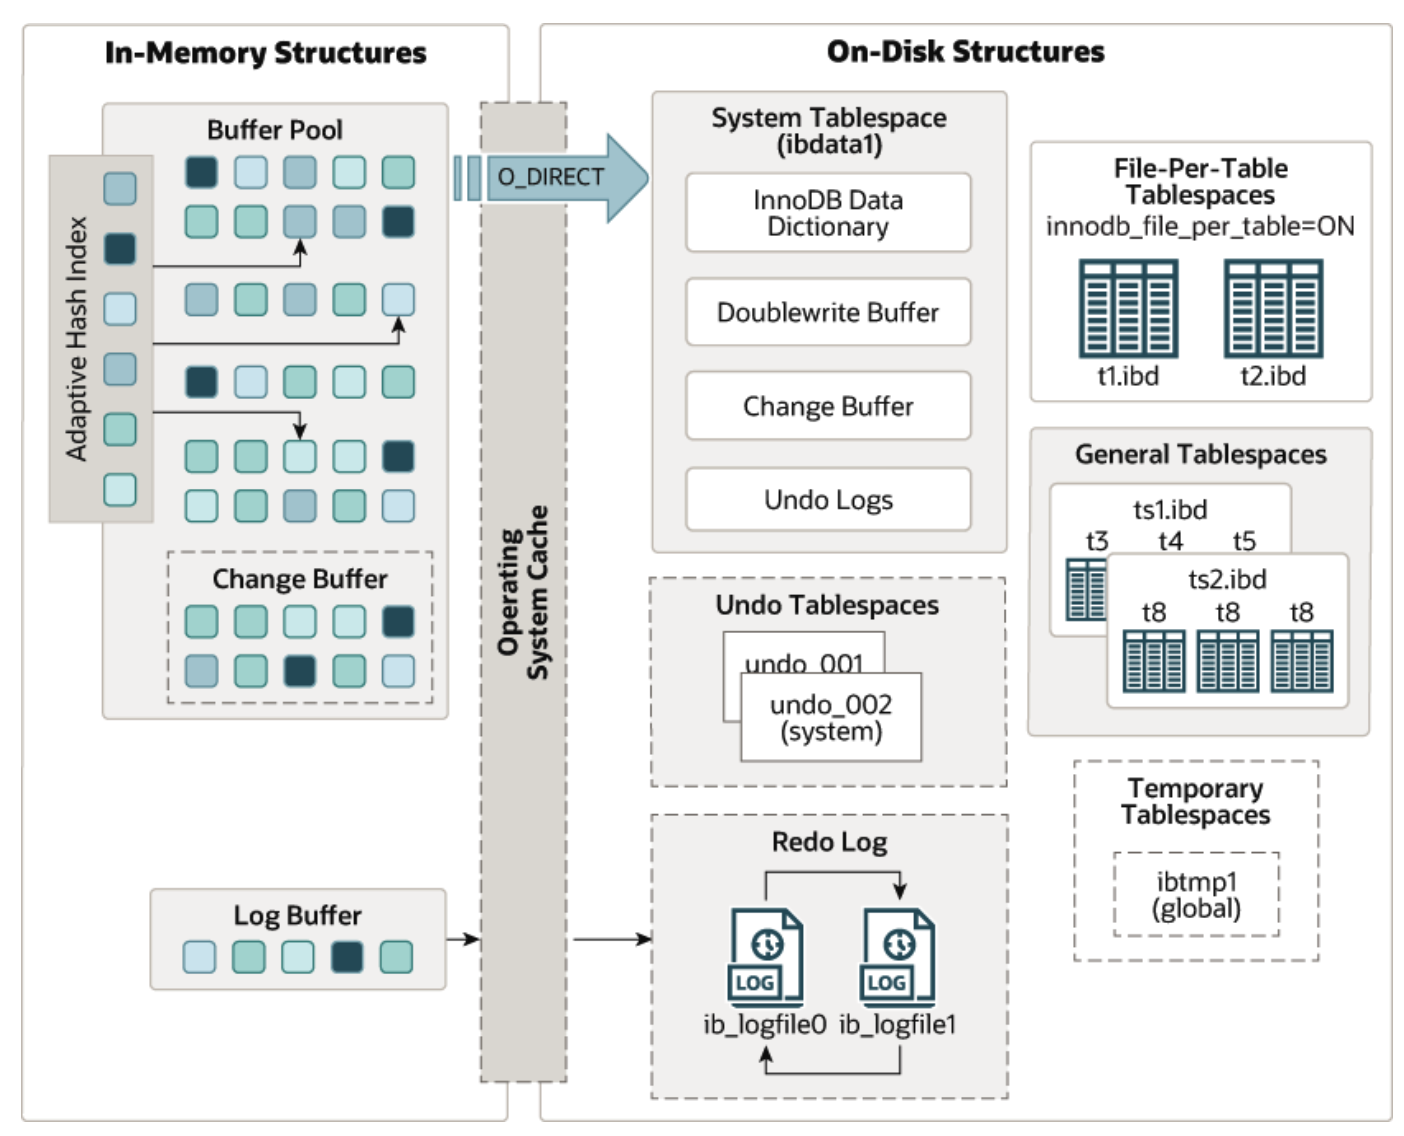 In-Memory Structures
Buffer Pool
Adaptive Hash Index
Change Buffer
Log Buffer
Operating
System Cache
O_DIRECT
On-Disk Structures
System Tablespace
(ibdata1)
InnoDB Data
Dictionary
Doublewrite Buffer
Change Buffer
Undo Logs
Undo Tablespaces
undo_001
undo_002
(system)
Redo Log
LOG
LOG
ib_logfile0
ib_logfile1
File-Per-Table
Tablespaces
innodb_file_per_table=ON
t1.ibd
t2.ibd
General Tablespaces
ts1.ibd
t3 t4 t5
ts2.ibd
t8 t8 t8
Temporary
Tablespaces
ibtmp1
(global)